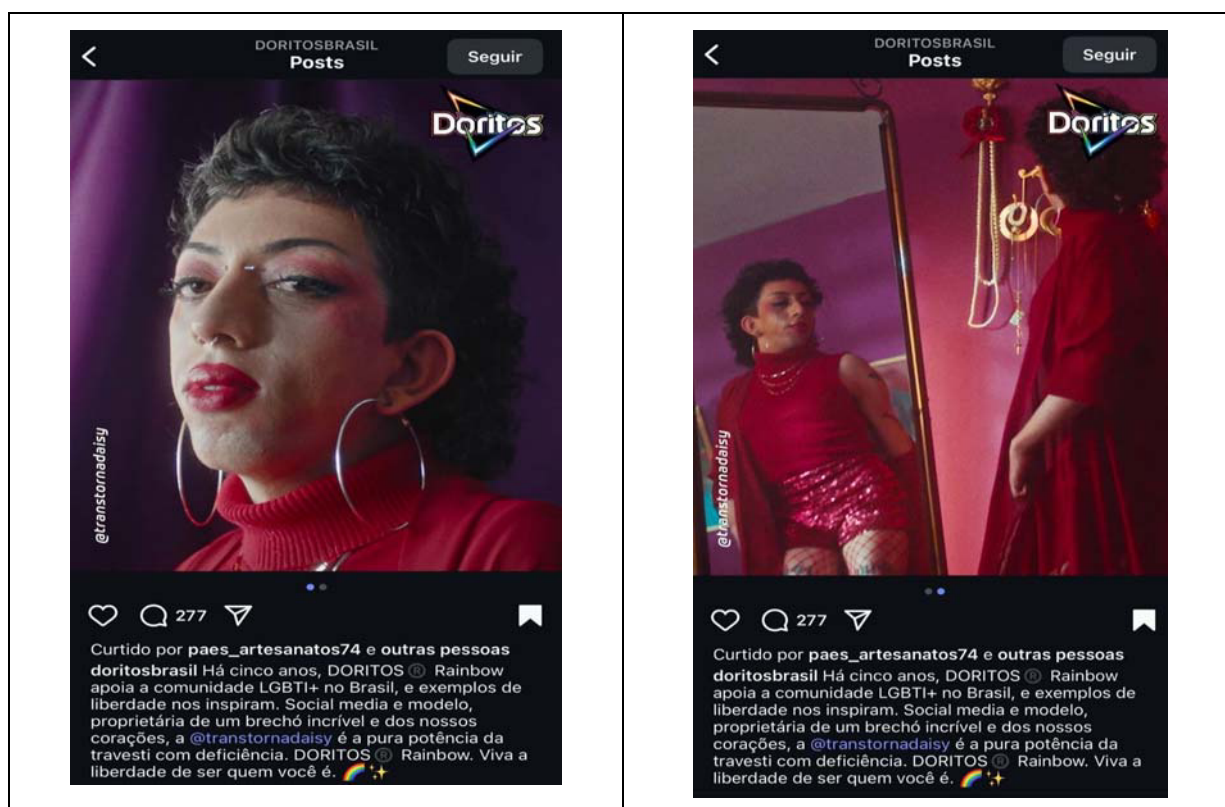 DORITOSBRASIL
Posts
Seguir
Doritos
@transtornadaisy
277
Curtido por paes_artesanatos74 e outras pessoas
doritosbrasil Há cinco anos, DORITOS ® Rainbow
apoia a comunidade LGBTI+ no Brasil, e exemplos de
liberdade nos inspiram. Social media e modelo,
proprietária de um brechó incrível e dos nossos
corações, a @transtornadaisy é a pura potência da
travesti com deficiência. DORITOS ® Rainbow. Viva a
liberdade de ser quem você é. 🌈✨
DORITOSBRASIL
Posts
Seguir
Doritos
@transtornadaisy
277
Curtido por paes_artesanatos74 e outras pessoas
doritosbrasil Há cinco anos, DORITOS ® Rainbow
apoia a comunidade LGBTI+ no Brasil, e exemplos de
liberdade nos inspiram. Social media e modelo,
proprietária de um brechó incrível e dos nossos
corações, a @transtornadaisy é a pura potência da
travesti com deficiência. DORITOS ® Rainbow. Viva a
liberdade de ser quem você é. 🌈✨